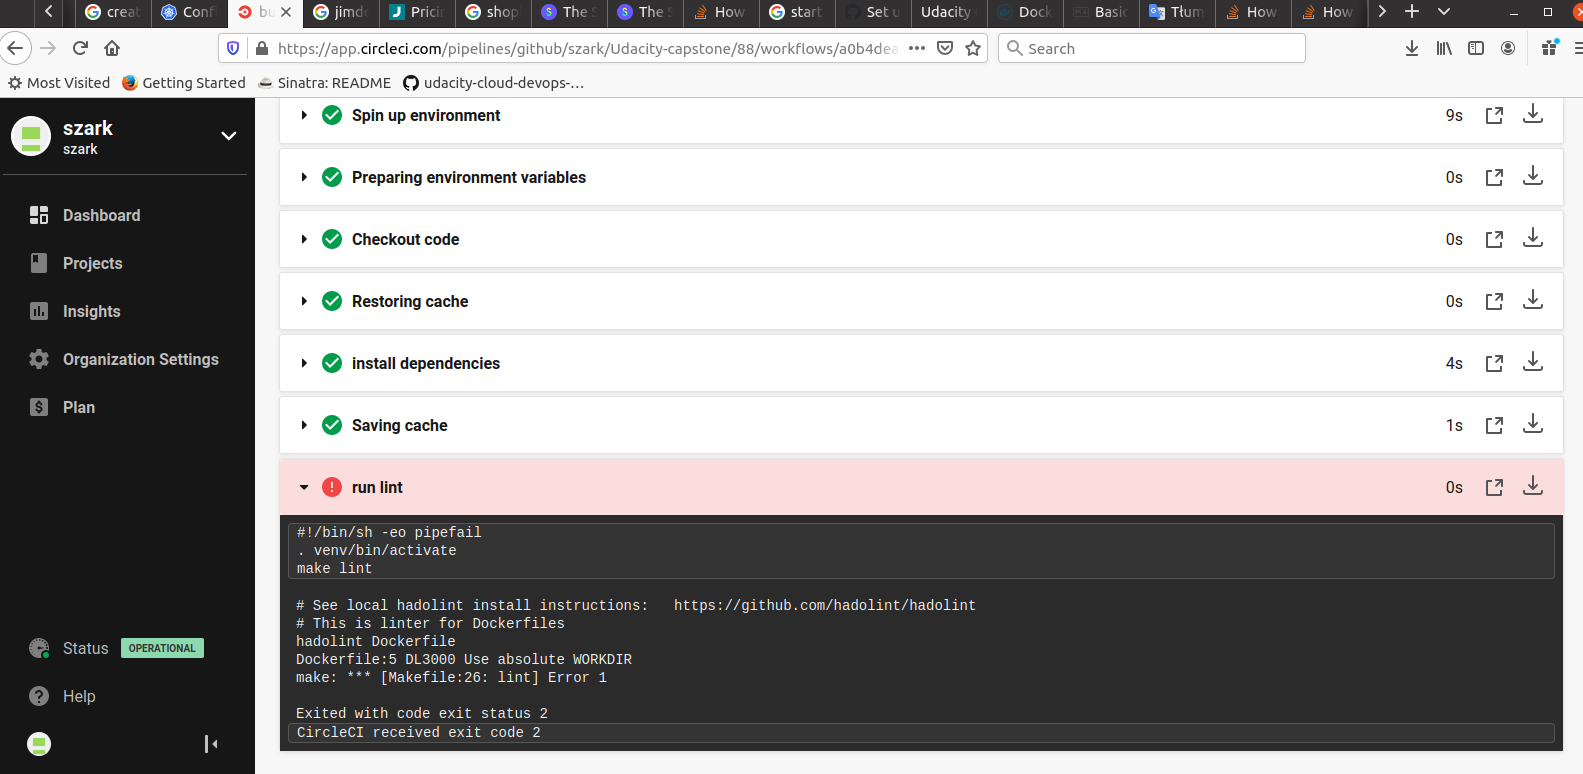 creat
Conf
bu
jimdo
Pricin
shop
The S
The S
How
start
Set u
Udacity
Dock
Basic
Tłum
How
How
https://app.circleci.com/pipelines/github/szark/Udacity-capstone/88/workflows/a0b4dea
Search
Most Visited
Getting Started
Sinatra: README
udacity-cloud-devops-...
szark
szark
Dashboard
Projects
Insights
Organization Settings
Plan
Status OPERATIONAL
Help
Spin up environment 9s
Preparing environment variables 0s
Checkout code 0s
Restoring cache 0s
install dependencies 4s
Saving cache 1s
run lint 0s
#!/bin/sh -eo pipefail
. venv/bin/activate
make lint
# See local hadolint install instructions:   https://github.com/hadolint/hadolint
# This is linter for Dockerfiles
hadolint Dockerfile
Dockerfile:5 DL3000 Use absolute WORKDIR
make: *** [Makefile:26: lint] Error 1
Exited with code exit status 2
CircleCI received exit code 2